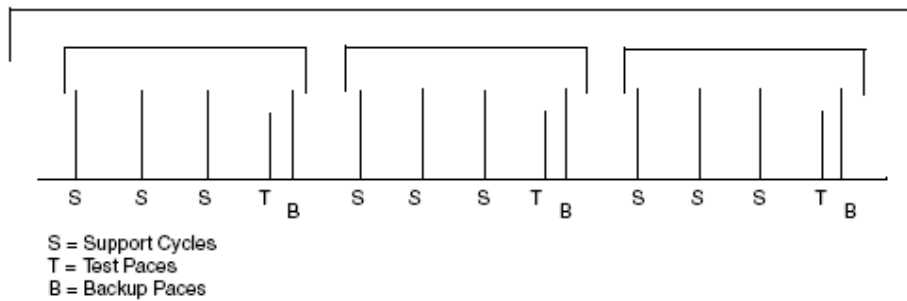 S S S T B S S S T B S S S T B
S = Support Cycles
T = Test Paces
B = Backup Paces